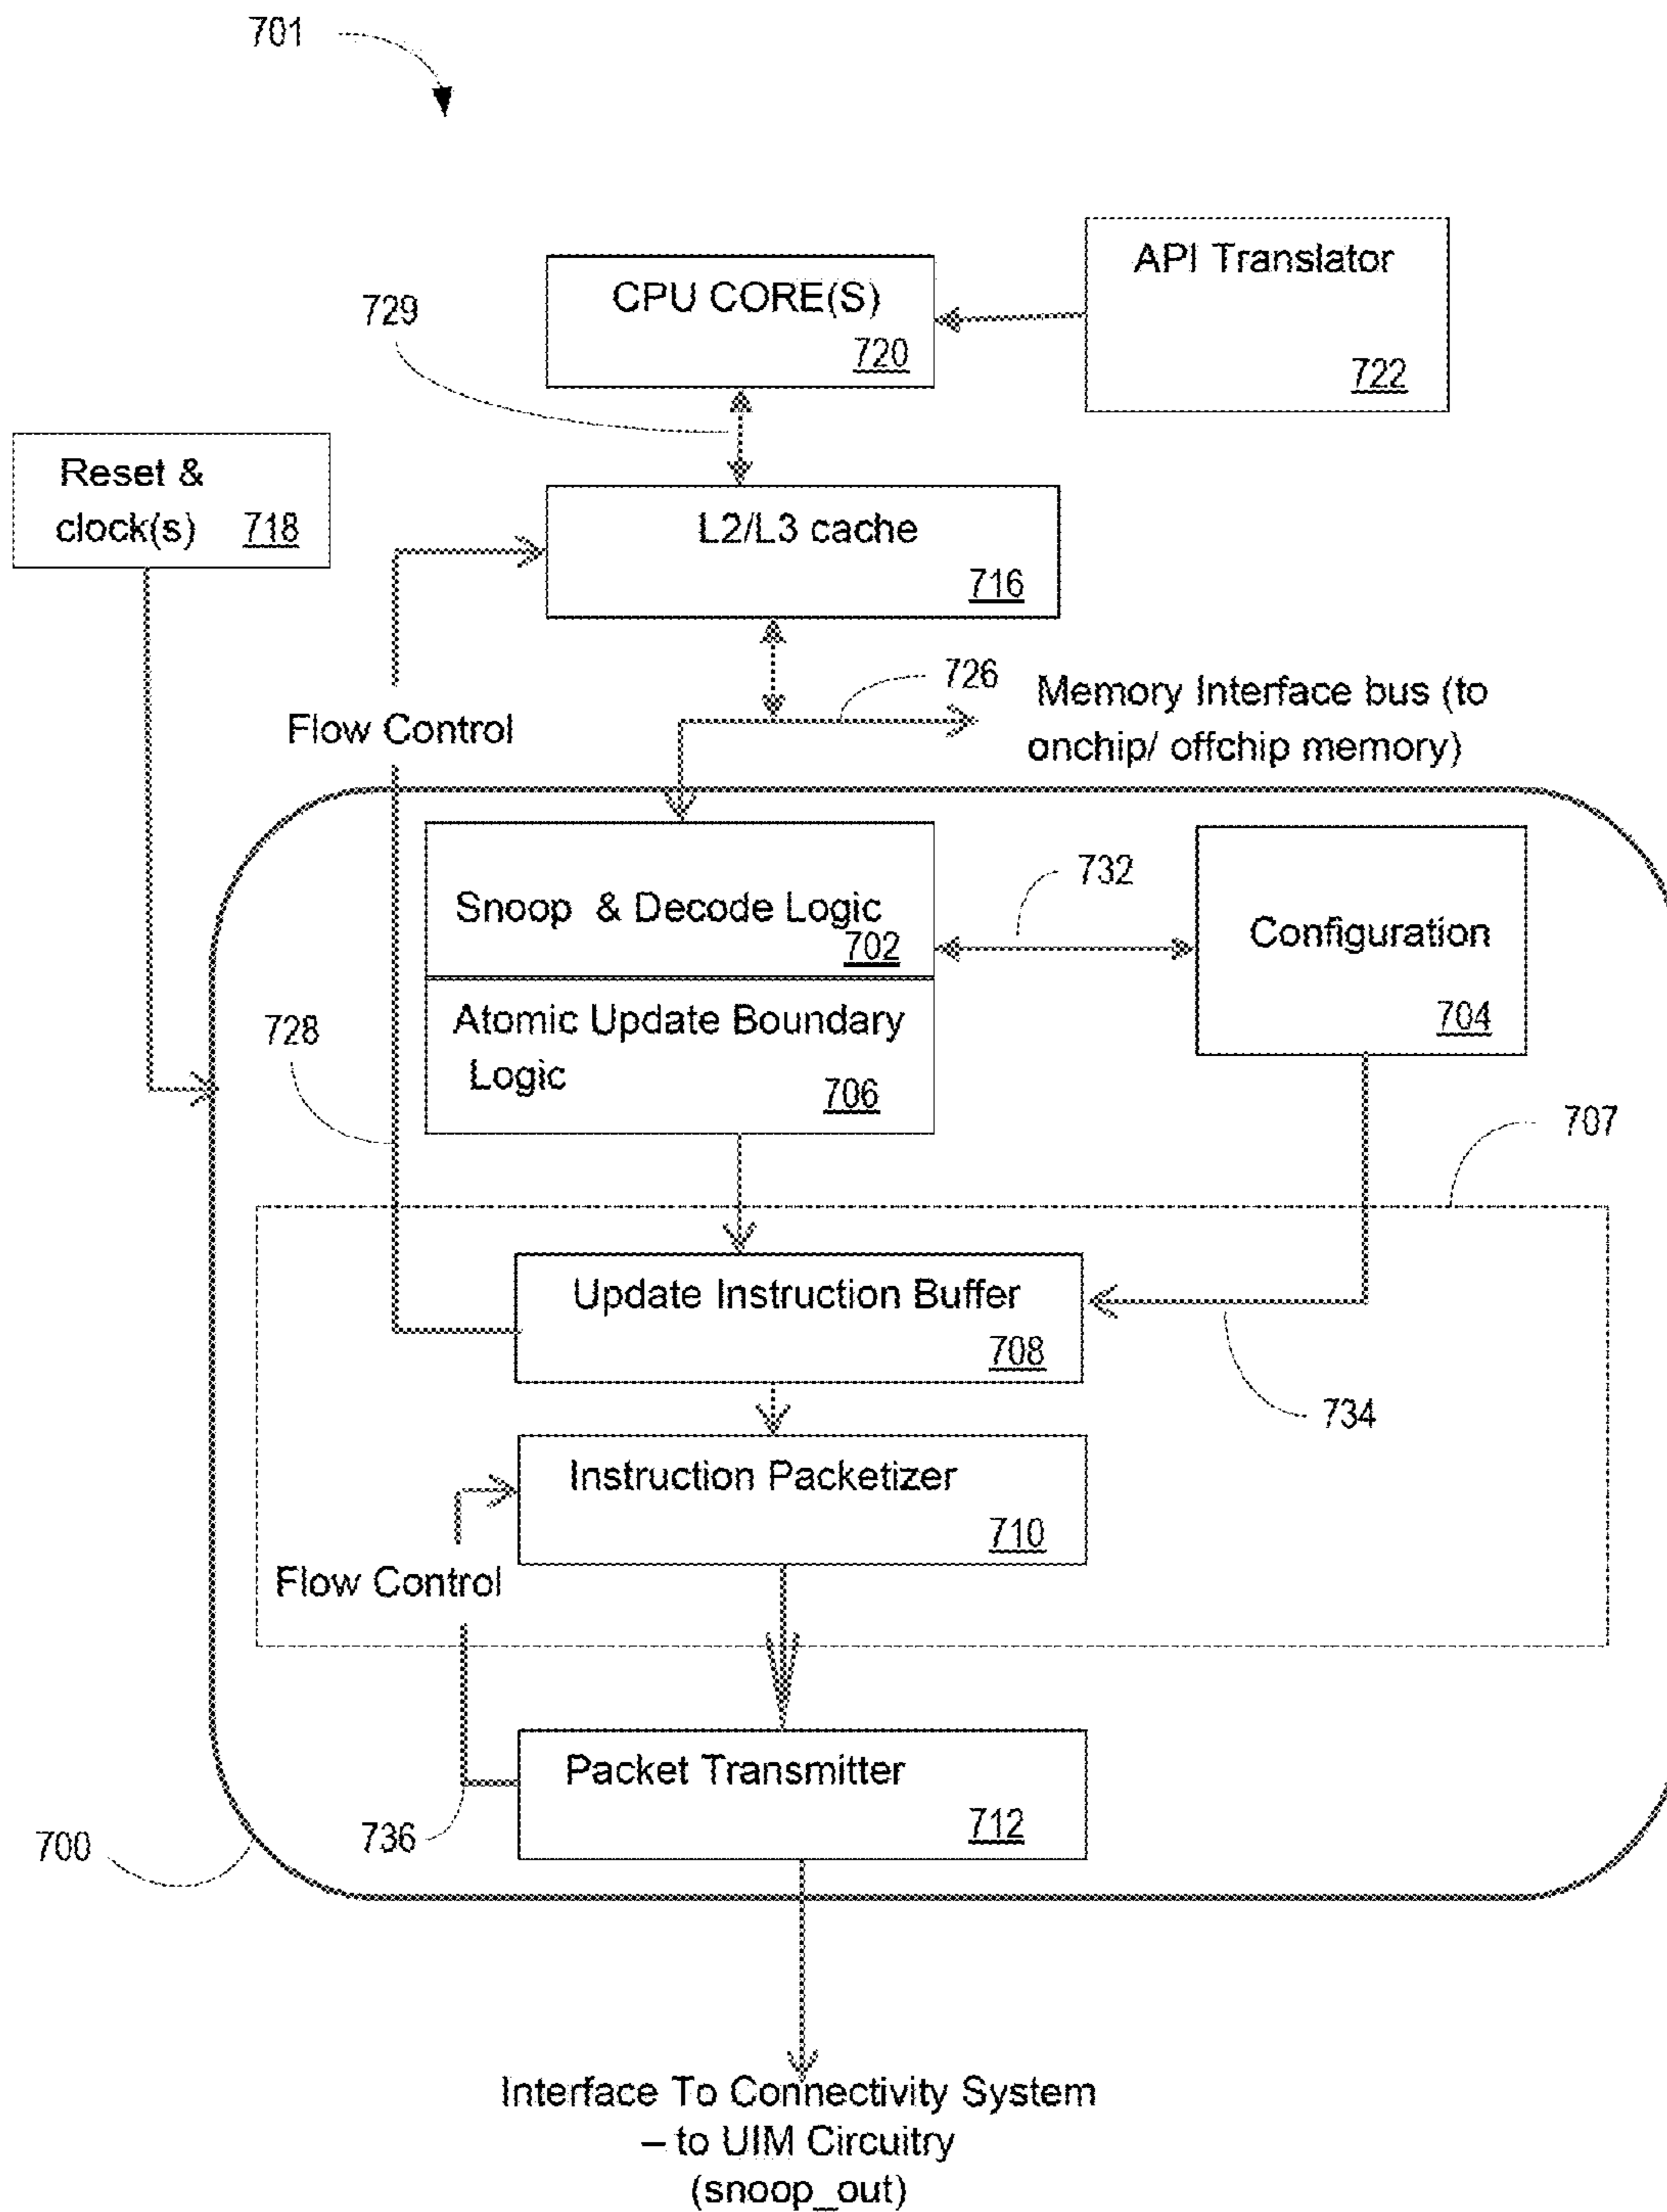 701
API Translator
722
CPU CORE(S)
720
729
Reset &
clock(s) 718
L2/L3 cache
716
726
Memory Interface bus (to
onchip/ offchip memory)
Flow Control
Snoop & Decode Logic
702
732
Configuration
704
Atomic Update Boundary
Logic
706
728
707
Update Instruction Buffer
708
734
Instruction Packetizer
710
Flow Control
Packet Transmitter
712
736
700
Interface To Connectivity System
– to UIM Circuitry
(snoop_out)